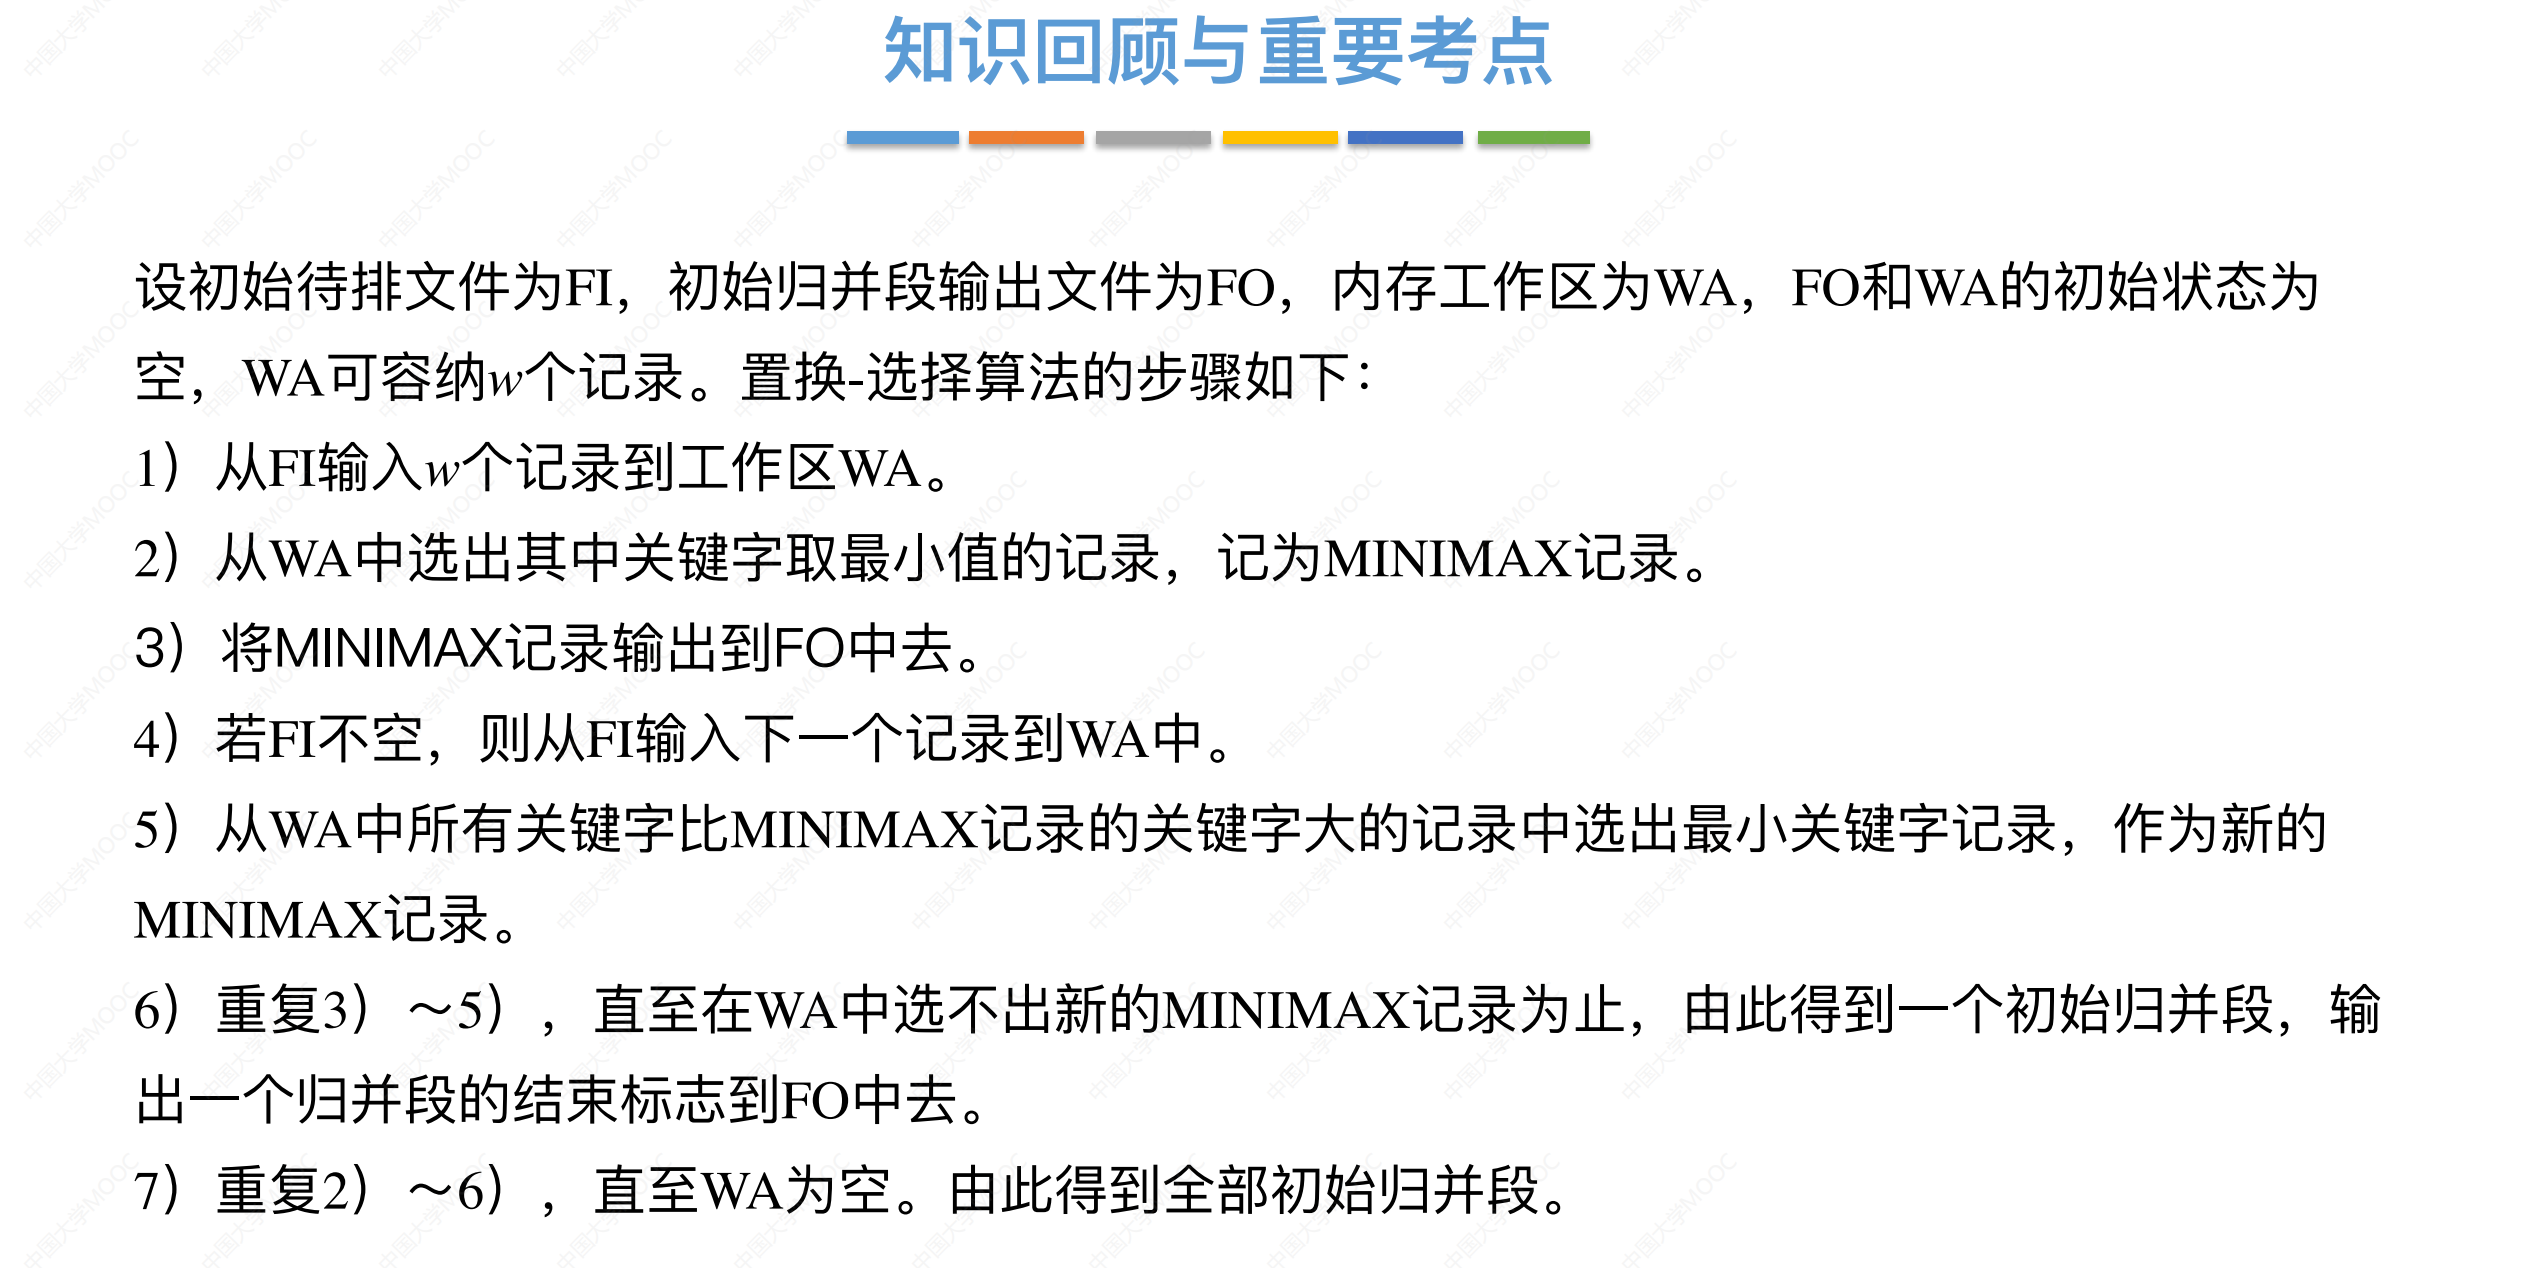 知识回顾与重要考点
设初始待排文件为FI，初始归并段输出文件为FO，内存工作区为WA，FO和WA的初始状态为
空，WA可容纳w个记录。置换-选择算法的步骤如下：
1）从FI输入w个记录到工作区WA。
2）从WA中选出其中关键字取最小值的记录，记为MINIMAX记录。
3）将MINIMAX记录输出到FO中去。
4）若FI不空，则从FI输入下一个记录到WA中。
5）从WA中所有关键字比MINIMAX记录的关键字大的记录中选出最小关键字记录，作为新的
MINIMAX记录。
6）重复3）～5），直至在WA中选不出新的MINIMAX记录为止，由此得到一个初始归并段，输
出一个归并段的结束标志到FO中去。
7）重复2）～6），直至WA为空。由此得到全部初始归并段。
中国大学MOOC